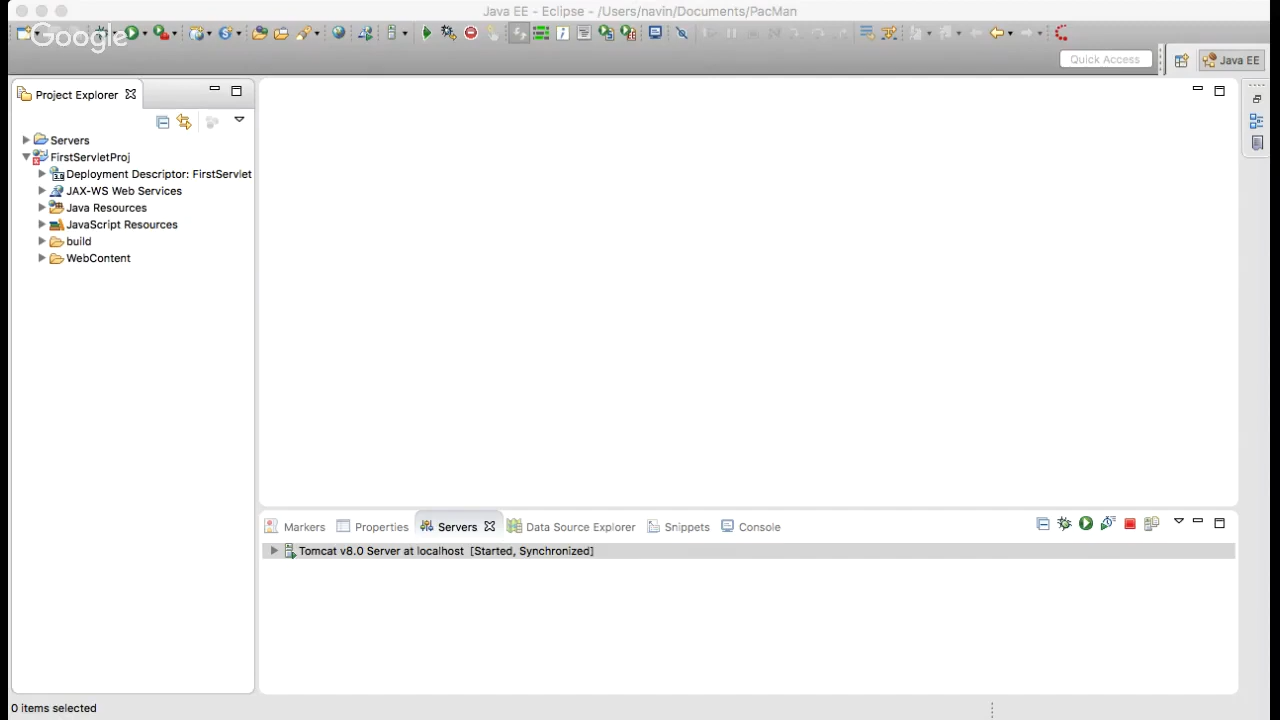 Java EE - Eclipse - /Users/navin/Documents/PacMan
Google
Quick Access
Java EE
Project Explorer
Servers
FirstServletProj
Deployment Descriptor: FirstServlet
JAX-WS Web Services
Java Resources
JavaScript Resources
build
WebContent
Markers
Properties
Servers
Data Source Explorer
Snippets
Console
Tomcat v8.0 Server at localhost [Started, Synchronized]
0 items selected